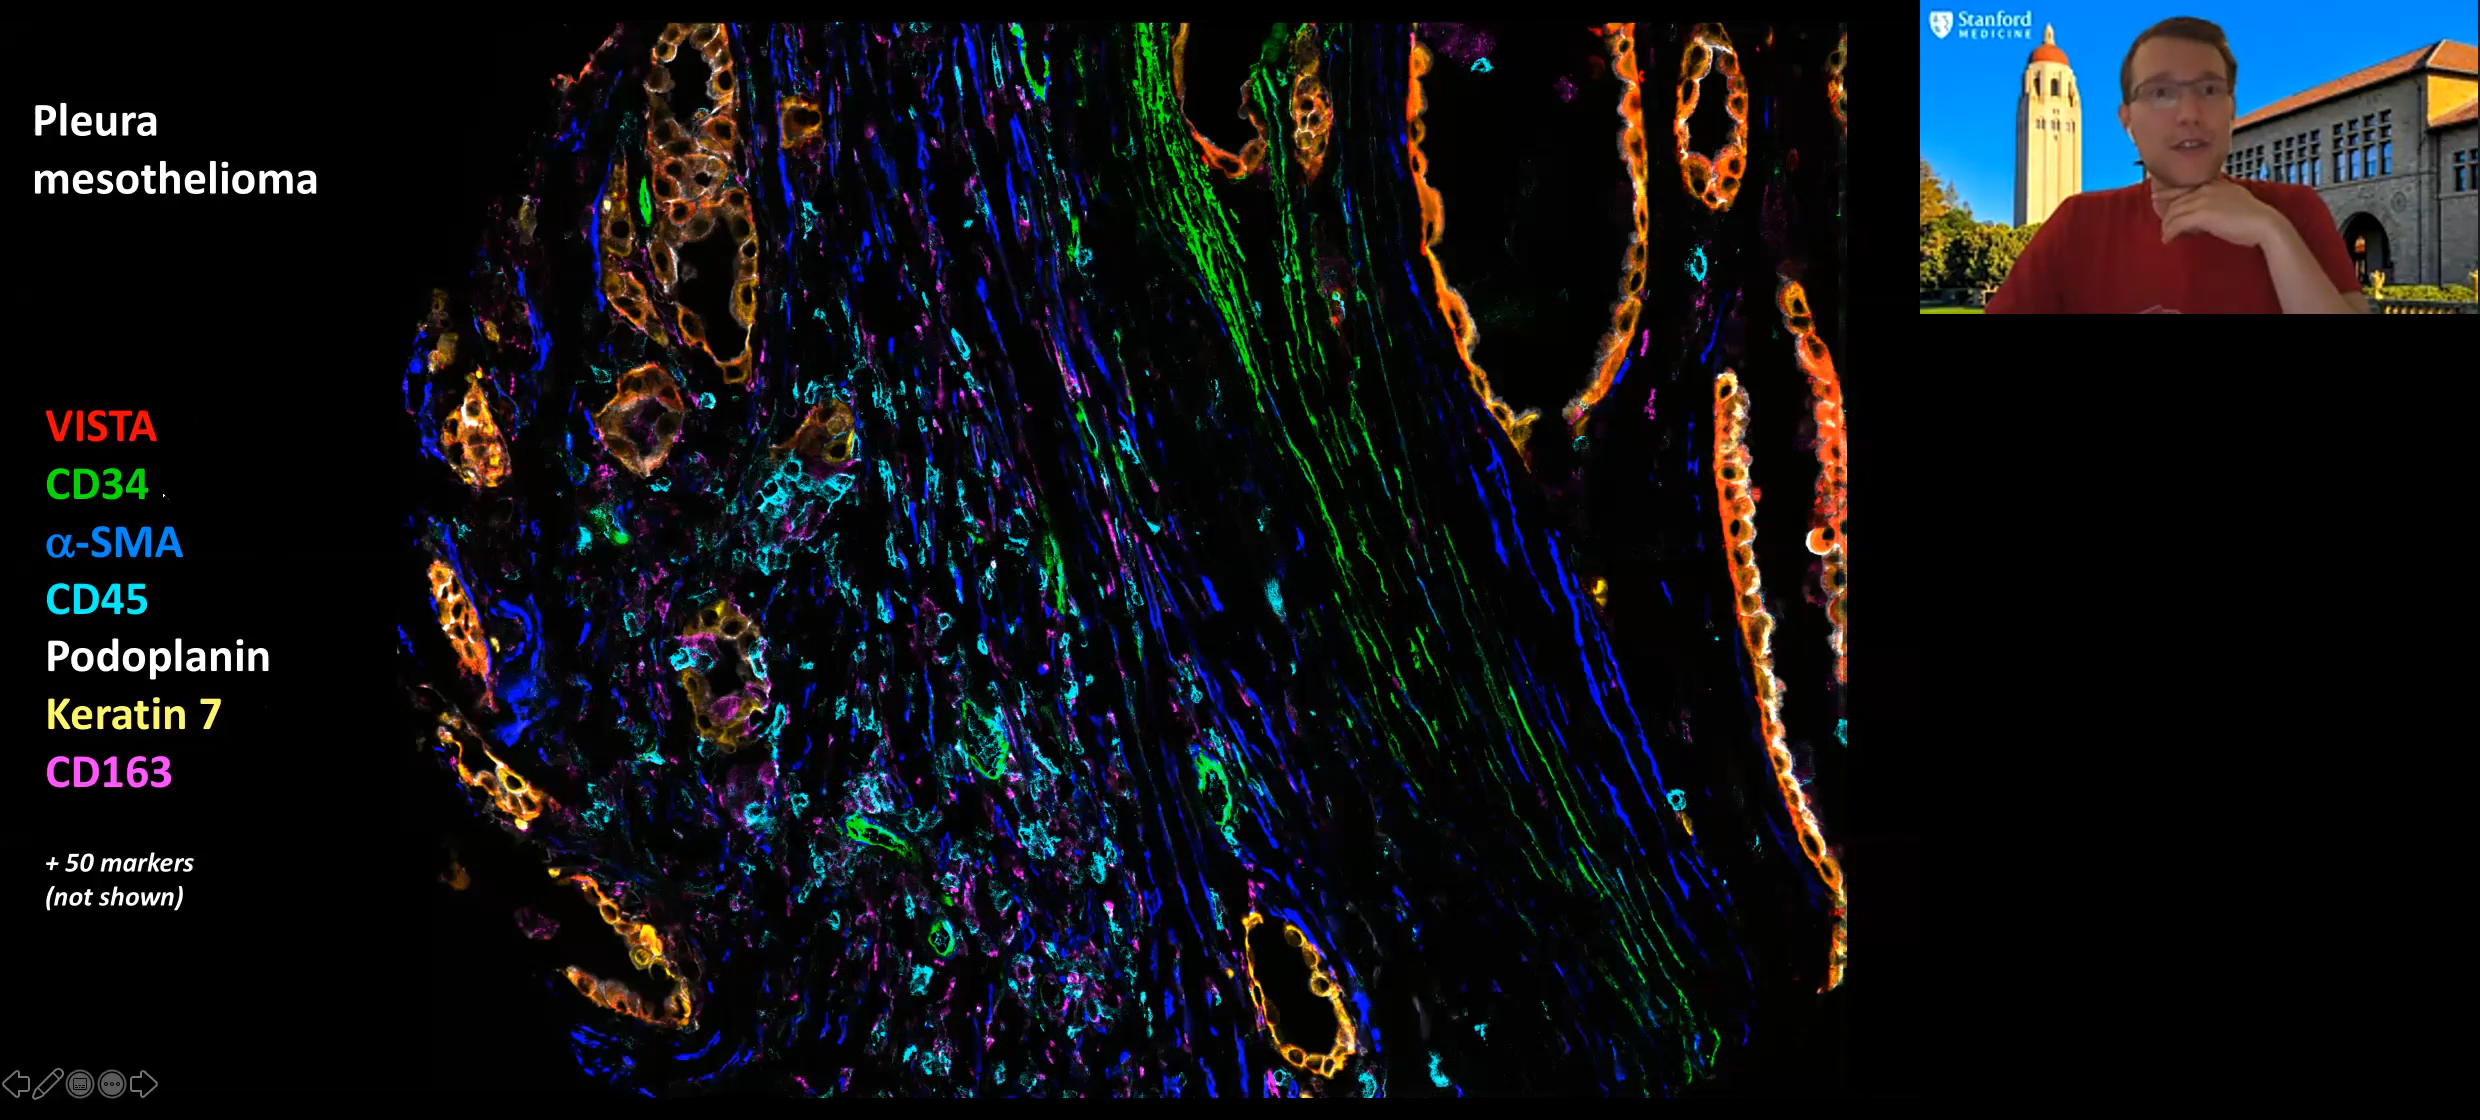 Pleura
mesothelioma
VISTA
CD34
α-SMA
CD45
Podoplanin
Keratin 7
CD163
+ 50 markers
(not shown)
Stanford
MEDICINE